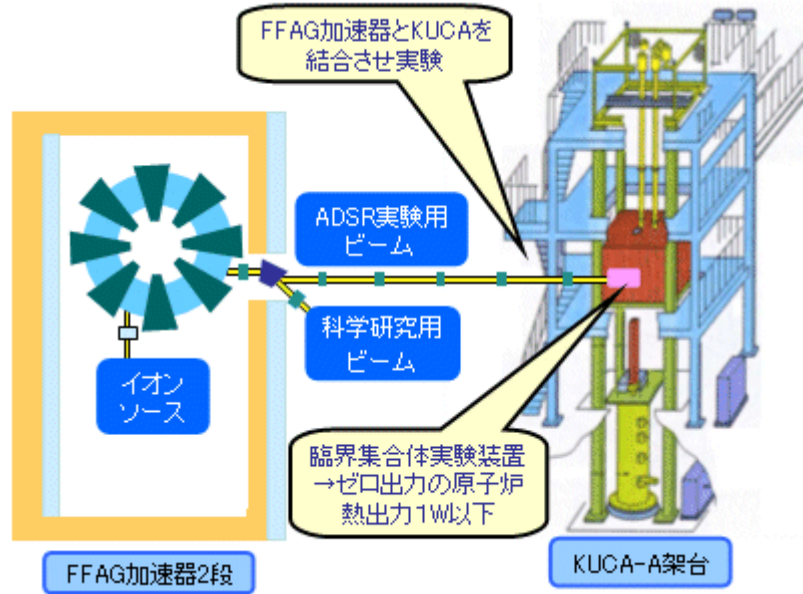 FFAG加速器とKUCAを
結合させ実験
ADSR実験用
ビーム
科学研究用
ビーム
イオン
ソース
臨界集合体実験装置
→ゼロ出力の原子炉
熱出力1W以下
FFAG加速器2段
KUCA-A架台